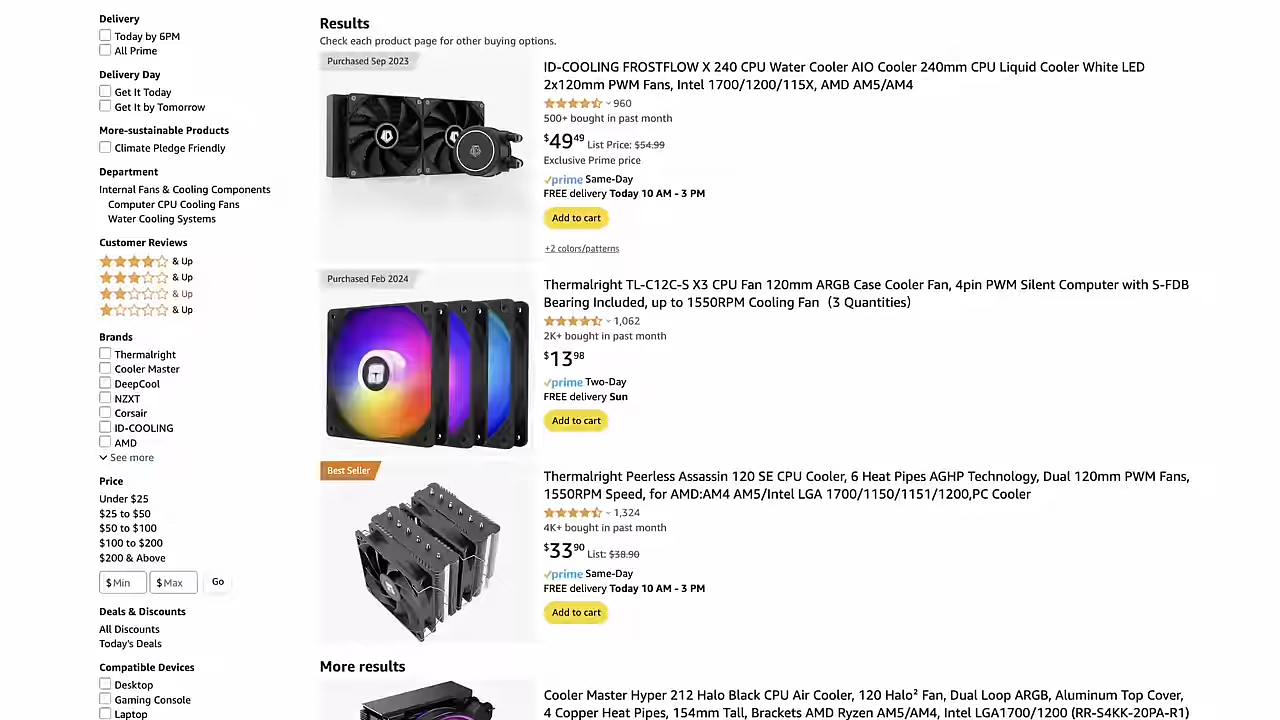 Delivery
Today by 6PM
All Prime
Delivery Day
Get It Today
Get It by Tomorrow
More-sustainable Products
Climate Pledge Friendly
Department
Internal Fans & Cooling Components
Computer CPU Cooling Fans
Water Cooling Systems
Customer Reviews
& Up
& Up
& Up
& Up
Brands
Thermalright
Cooler Master
DeepCool
NZXT
Corsair
ID-COOLING
AMD
See more
Price
Under $25
$25 to $50
$50 to $100
$100 to $200
$200 & Above
$ Min $ Max Go
Deals & Discounts
All Discounts
Today's Deals
Compatible Devices
Desktop
Gaming Console
Laptop
Results
Check each product page for other buying options.
Purchased Sep 2023
ID-COOLING FROSTFLOW X 240 CPU Water Cooler AIO Cooler 240mm CPU Liquid Cooler White LED
2x120mm PWM Fans, Intel 1700/1200/115X, AMD AM5/AM4
960
500+ bought in past month
$49.49 List Price: $54.99
Exclusive Prime price
prime Same-Day
FREE delivery Today 10 AM - 3 PM
Add to cart
+2 colors/patterns
Purchased Feb 2024
Thermalright TL-C12C-S X3 CPU Fan 120mm ARGB Case Cooler Fan, 4pin PWM Silent Computer with S-FDB
Bearing Included, up to 1550RPM Cooling Fan（3 Quantities)
1,062
2K+ bought in past month
$13.98
prime Two-Day
FREE delivery Sun
Add to cart
Best Seller
Thermalright Peerless Assassin 120 SE CPU Cooler, 6 Heat Pipes AGHP Technology, Dual 120mm PWM Fans,
1550RPM Speed, for AMD:AM4 AM5/Intel LGA 1700/1150/1151/1200,PC Cooler
1,324
4K+ bought in past month
$33.90 List: $38.90
prime Same-Day
FREE delivery Today 10 AM - 3 PM
Add to cart
More results
Cooler Master Hyper 212 Halo Black CPU Air Cooler, 120 Halo² Fan, Dual Loop ARGB, Aluminum Top Cover,
4 Copper Heat Pipes, 154mm Tall, Brackets AMD Ryzen AM5/AM4, Intel LGA1700/1200 (RR-S4KK-20PA-R1)